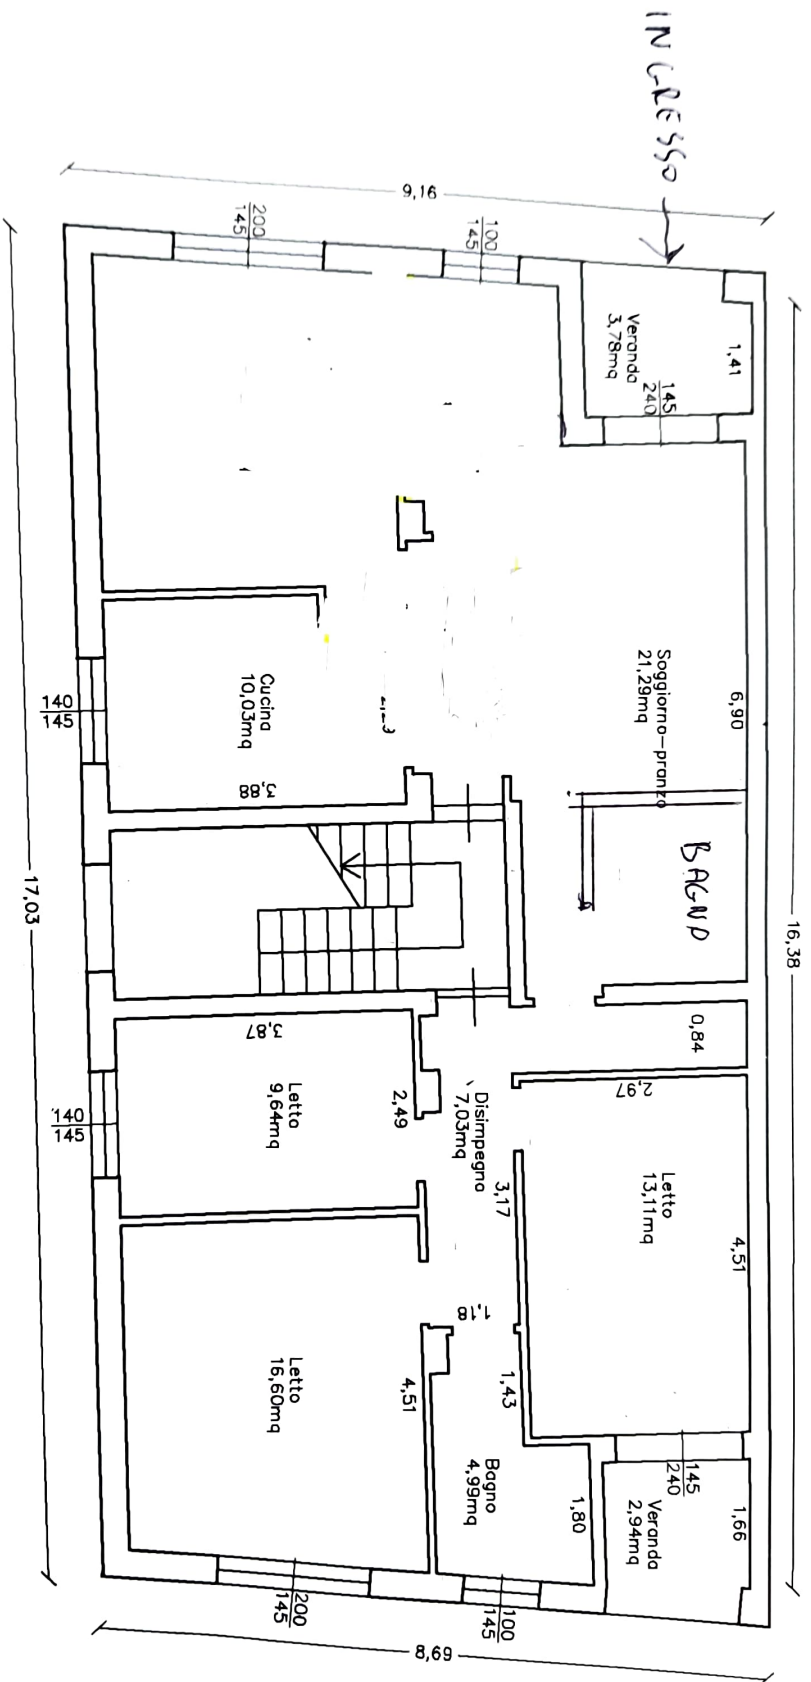 INGRESSO
9,16
200
145
100
145
Veranda
3,78mq
1,41
145
240
Soggiorno-pranzo
21,29mq
6,90
Cucina
10,03mq
3,88
140
145
BAGNO
17,03
16,38
0,84
3,87
Letto
9,64mq
2,49
140
145
Disimpegno
7,03mq
2,97
3,17
Letto
13,11mq
4,51
1,18
Letto
16,60mq
4,51
1,43
Bagno
4,99mq
1,80
145
240
Veranda
2,94mq
1,66
200
145
100
145
8,69